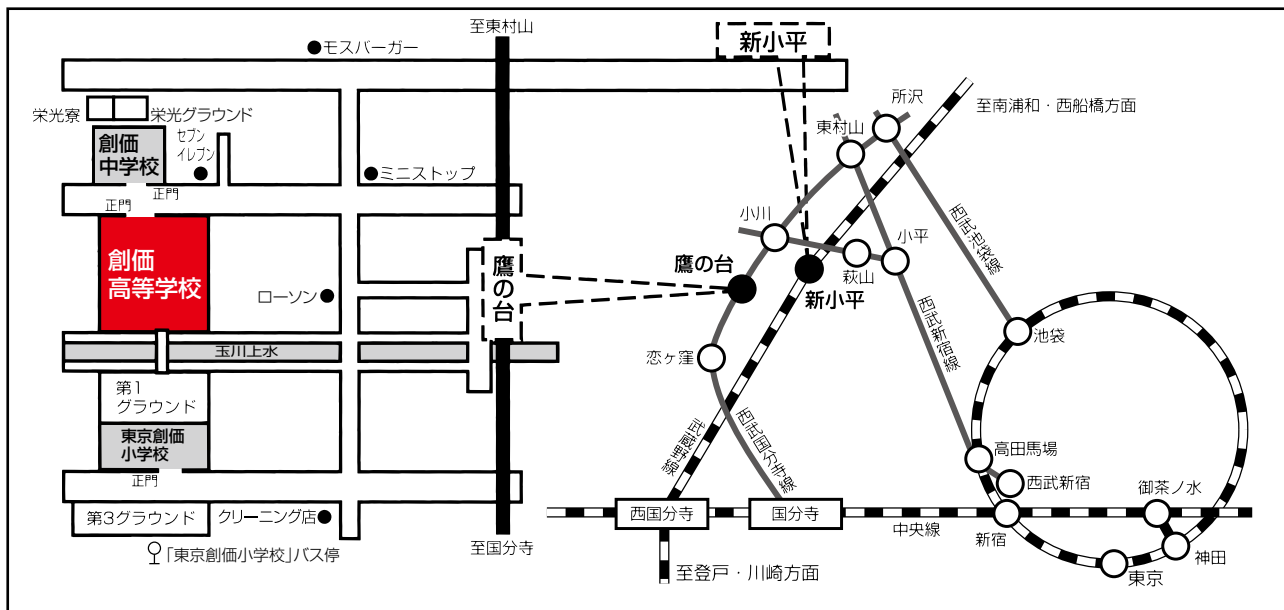 至東村山
モスバーガー
新小平
栄光寮
栄光グラウンド
創価
中学校
セブン
イレブン
ミニストップ
正門
正門
創価
高等学校
ローソン
鷹の台
玉川上水
第1
グラウンド
東京創価
小学校
正門
第3グラウンド
クリーニング店
「東京創価小学校」バス停
至国分寺
所沢
東村山
至南浦和・西船橋方面
小川
小平
萩山
鷹の台
新小平
西武池袋線
西武新宿線
池袋
恋ヶ窪
武蔵野線
西武国分寺線
高田馬場
西武新宿
御茶ノ水
西国分寺
国分寺
中央線
新宿
神田
東京
至登戸・川崎方面